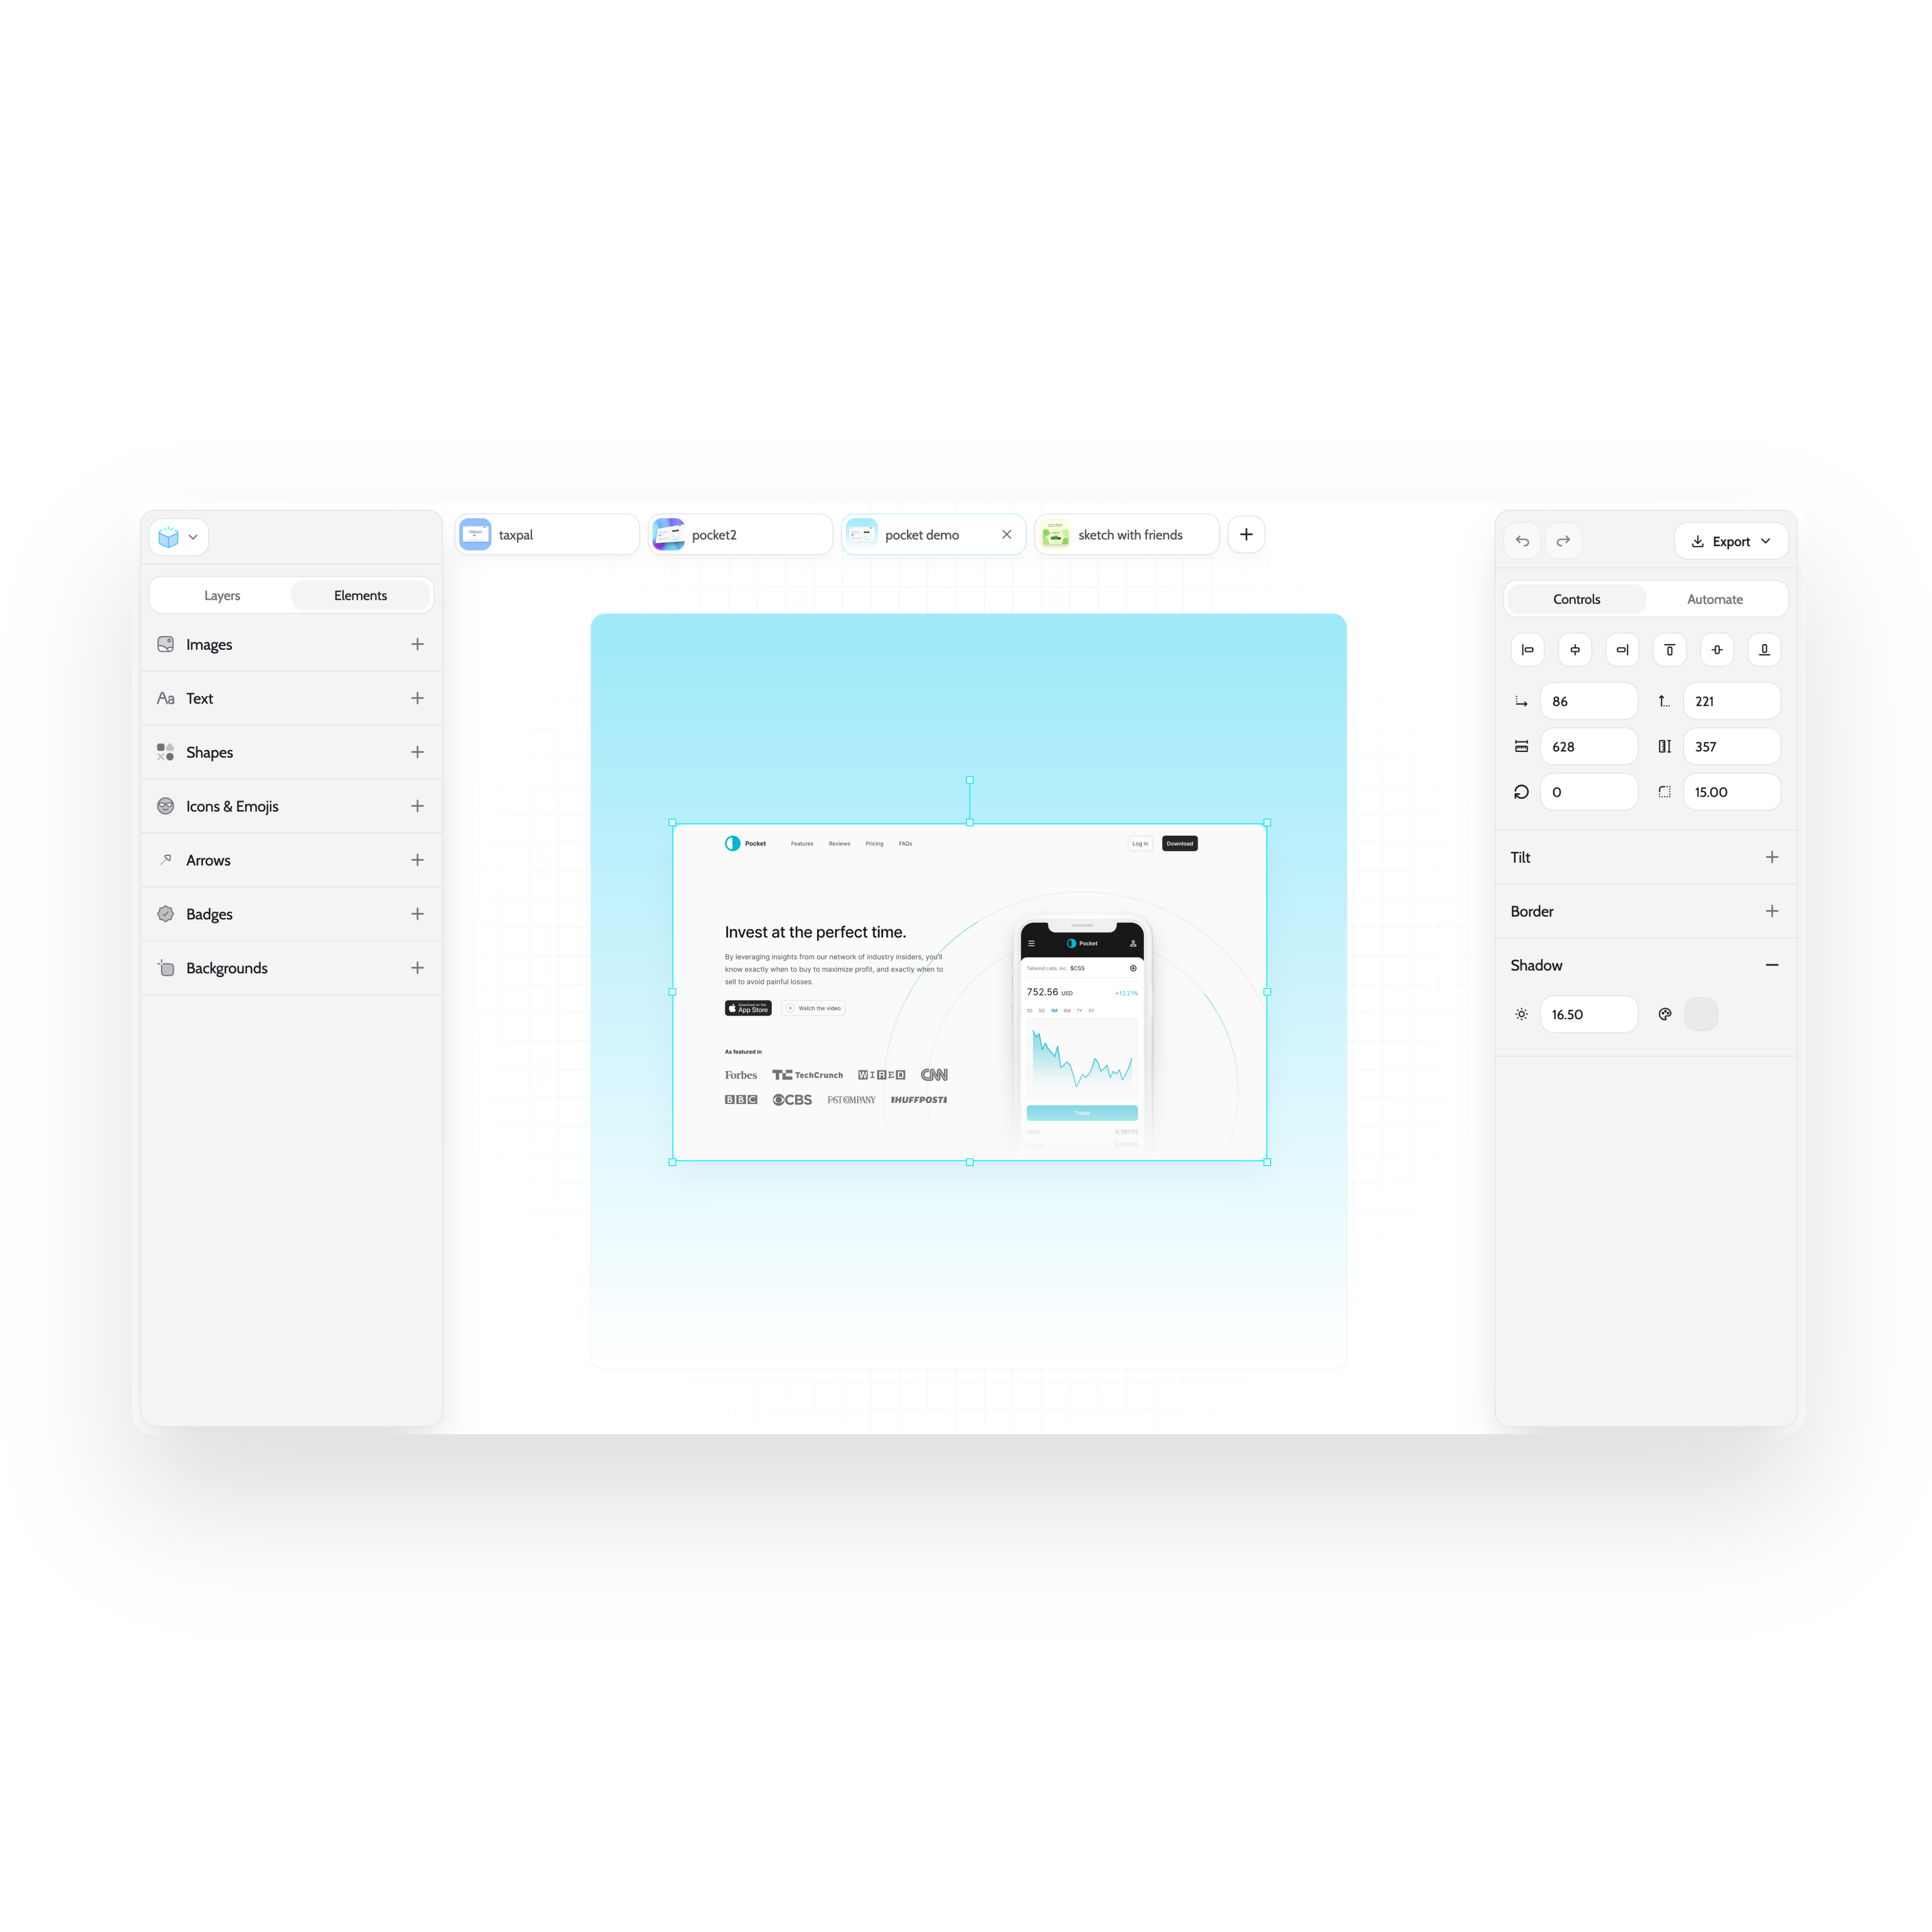 taxpal
pocket2
pocket demo
sketch with friends
Export
Layers
Elements
Images
Aa Text
Shapes
Icons & Emojis
Arrows
Badges
Backgrounds
Pocket
Features
Reviews
Pricing
FAQs
Log in
Download
Invest at the perfect time.
By leveraging insights from our network of industry insiders, you'll
know exactly when to buy to maximize profit, and exactly when to
sell to avoid painful losses.
Download on the
App Store
Watch the video
As featured in
Forbes
TechCrunch
WIRED
CNN
BBC
CBS
FAST COMPANY
HUFFPOST
Pocket
Tailwind Labs, Inc. $CSS
752.56 USD
+12.21%
1D 5D 1M 6M 1Y 5Y
Trade
Open
Controls
Automate
86
221
628
357
0
15.00
Tilt
Border
Shadow
16.50